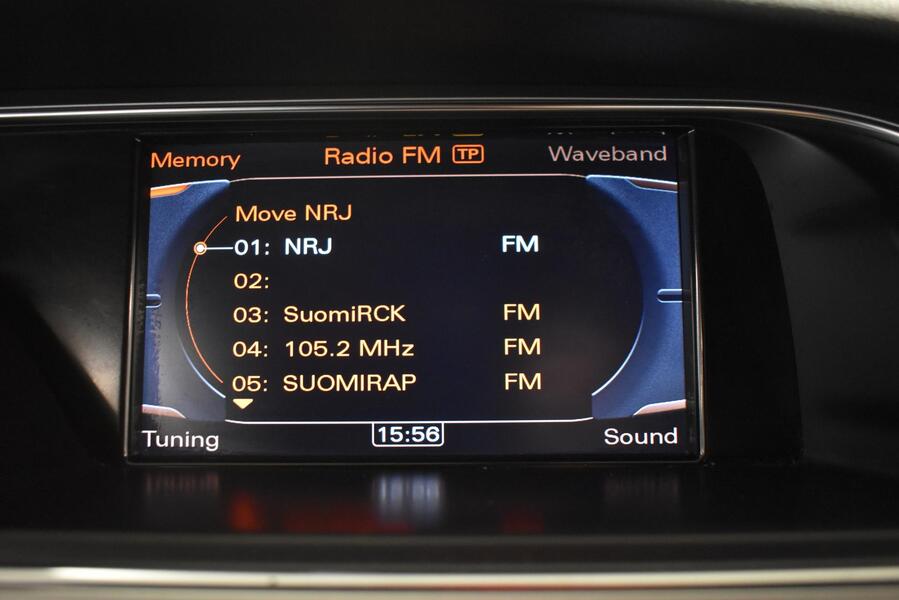 Memory Radio FM TP Waveband
Move NRJ
01: NRJ FM
02:
03: SuomiRCK FM
04: 105.2 MHz FM
05: SUOMIRAP FM
Tuning 15:56 Sound